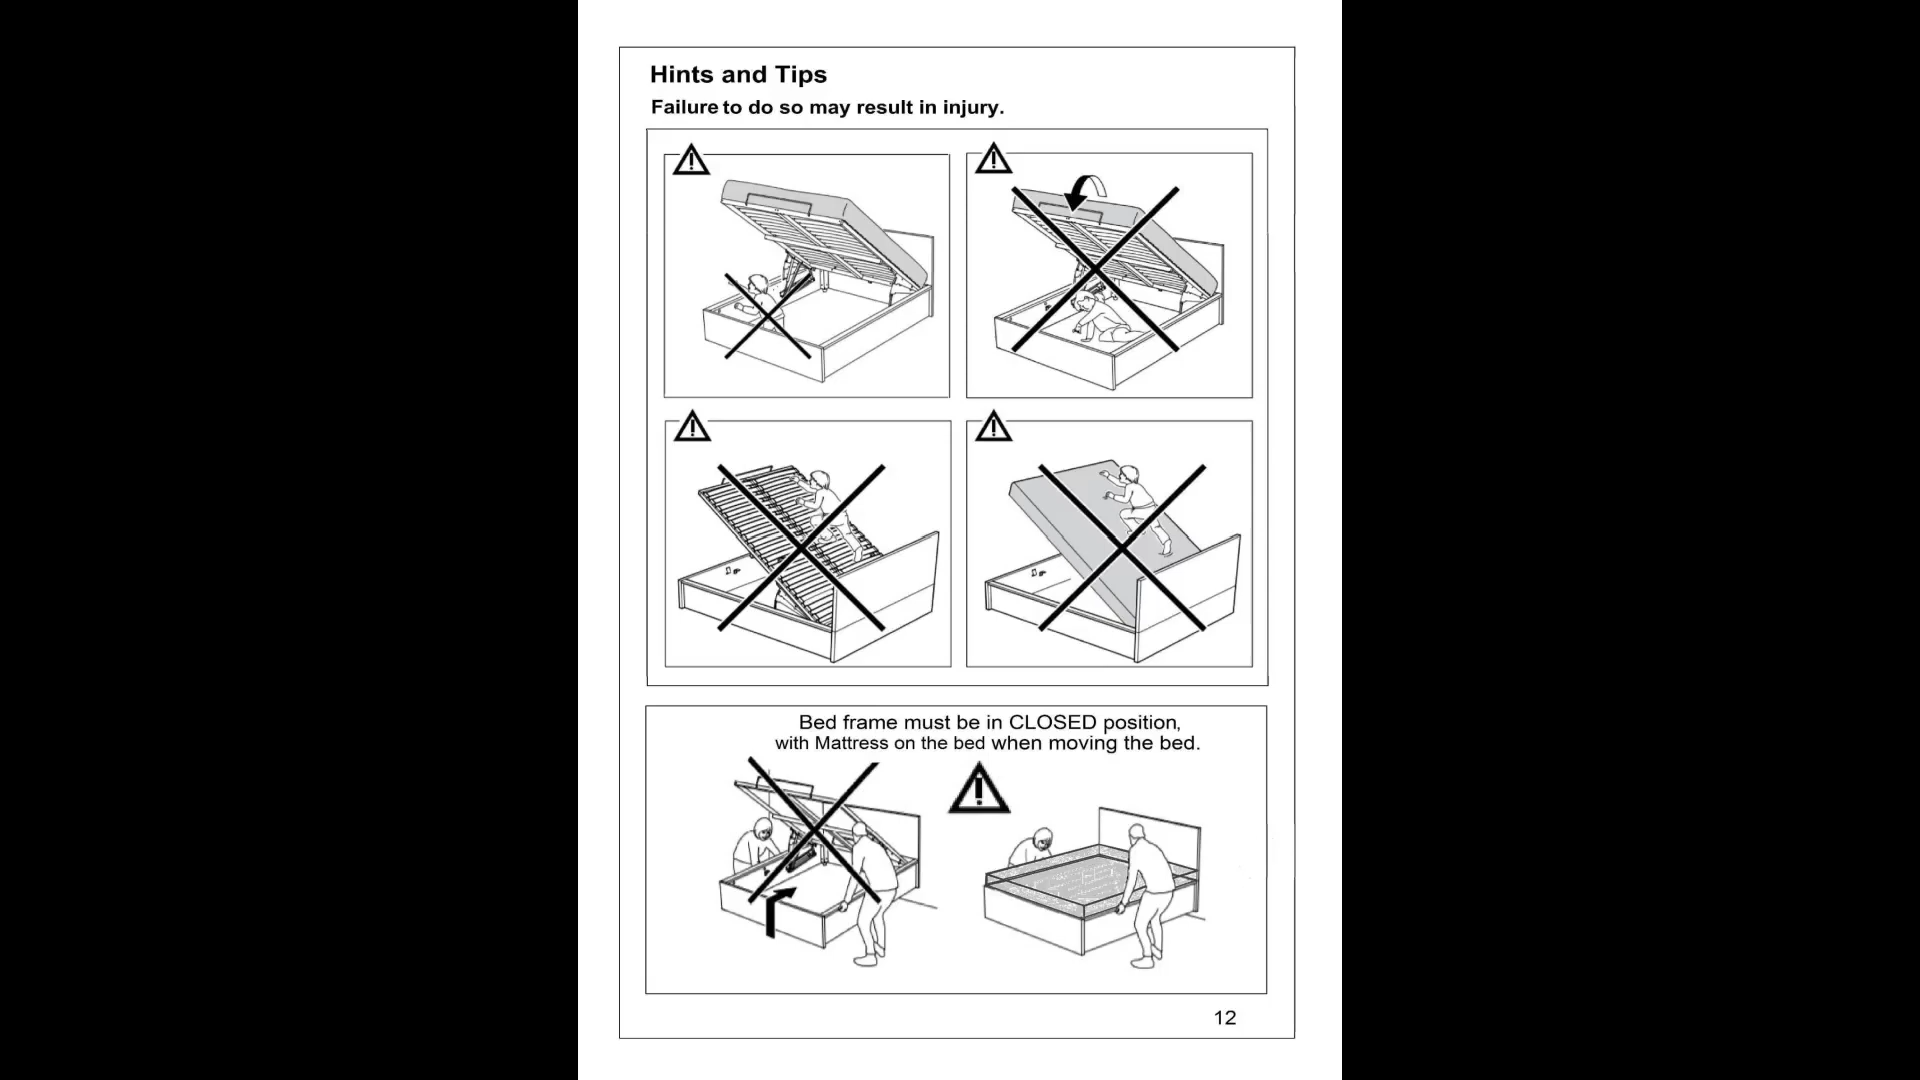 Hints and Tips
Failure to do so may result in injury.
Bed frame must be in CLOSED position,
with Mattress on the bed when moving the bed.
12